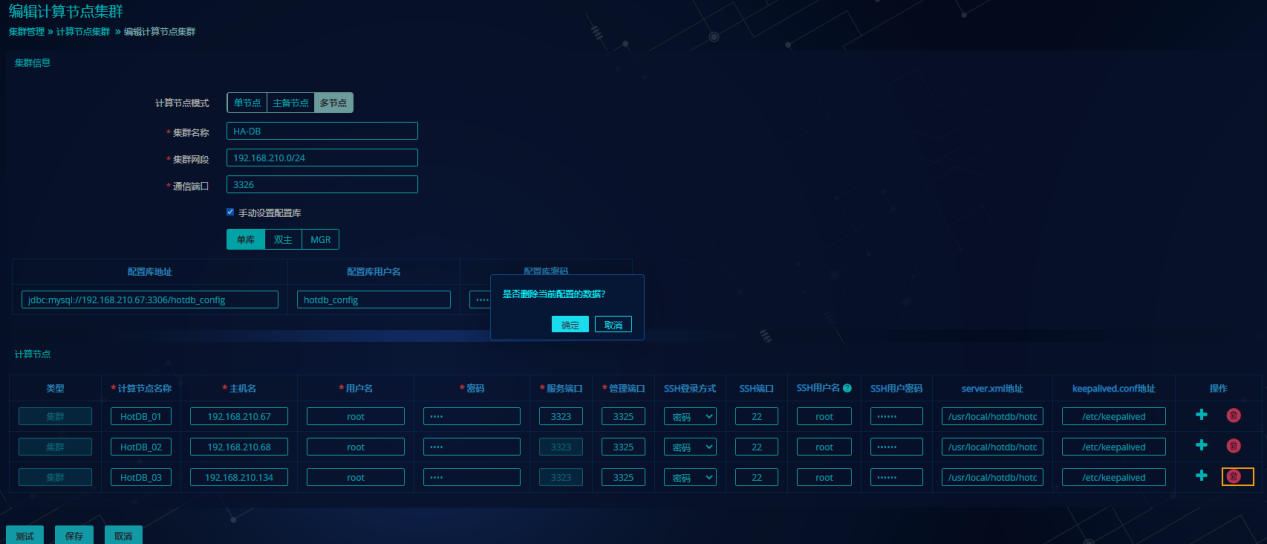 编辑计算节点集群
集群管理 » 计算节点集群 » 编辑计算节点集群
集群信息
计算节点模式 单节点 主备节点 多节点
* 集群名称 HA-DB
* 集群网段 192.168.210.0/24
* 通信端口 3326
手动设置配置库
单库 双主 MGR
配置库地址 配置库用户名 配置库密码
jdbc:mysql://192.168.210.67:3306/hotdb_config hotdb_config ••••
是否删除当前配置的数据?
确定 取消
计算节点
类型 * 计算节点名称 * 主机名 * 用户名 * 密码 * 服务端口 * 管理端口 SSH登录方式 SSH端口 SSH用户名 ? SSH用户密码 server.xml地址 keepalived.conf地址 操作
集群 HotDB_01 192.168.210.67 root •••• 3323 3325 密码 22 root •••••• /usr/local/hotdb/hotc /etc/keepalived
集群 HotDB_02 192.168.210.68 root •••• 3323 3325 密码 22 root •••••• /usr/local/hotdb/hotc /etc/keepalived
集群 HotDB_03 192.168.210.134 root •••• 3323 3325 密码 22 root •••••• /usr/local/hotdb/hotc /etc/keepalived
测试 保存 取消